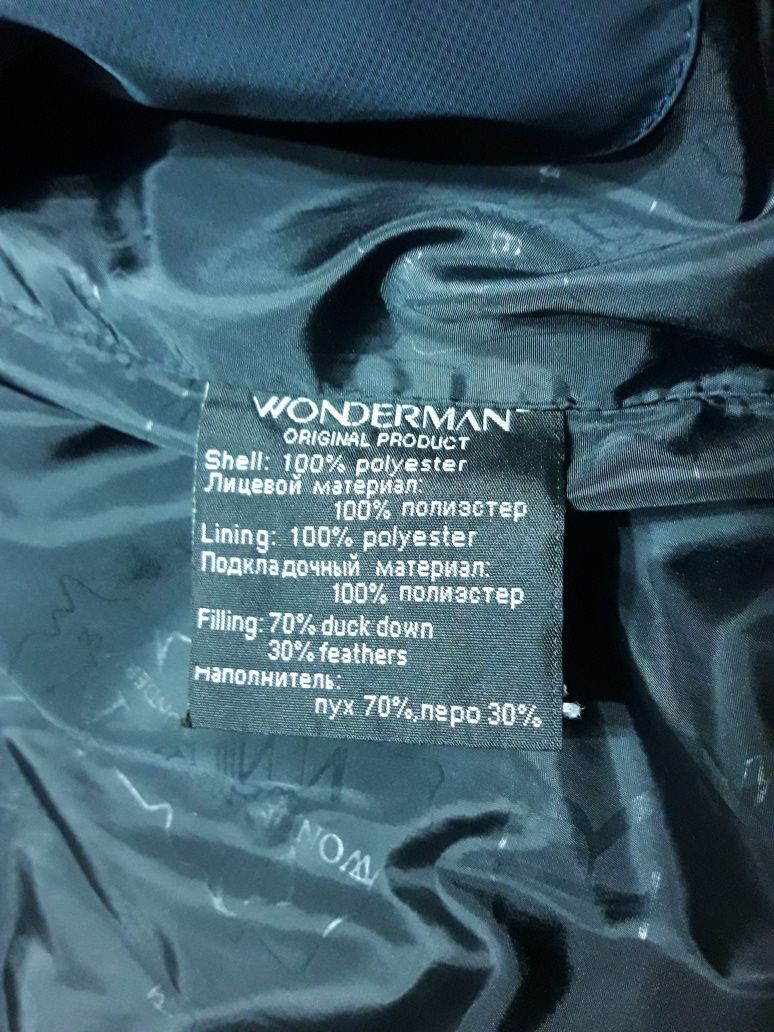 WONDERMAN
ORIGINAL PRODUCT
Shell: 100% polyester
Лицевой материал:
100% полиэстер
Lining: 100% polyester
Подкладочный материал:
100% полиэстер
Filling: 70% duck down
30% feathers
Наполнитель:
пух 70%,перо 30%